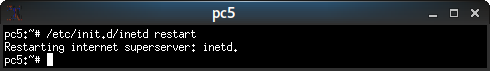 pc5
pc5:~# /etc/init.d/inetd restart
Restarting internet superserver: inetd.
pc5:~#